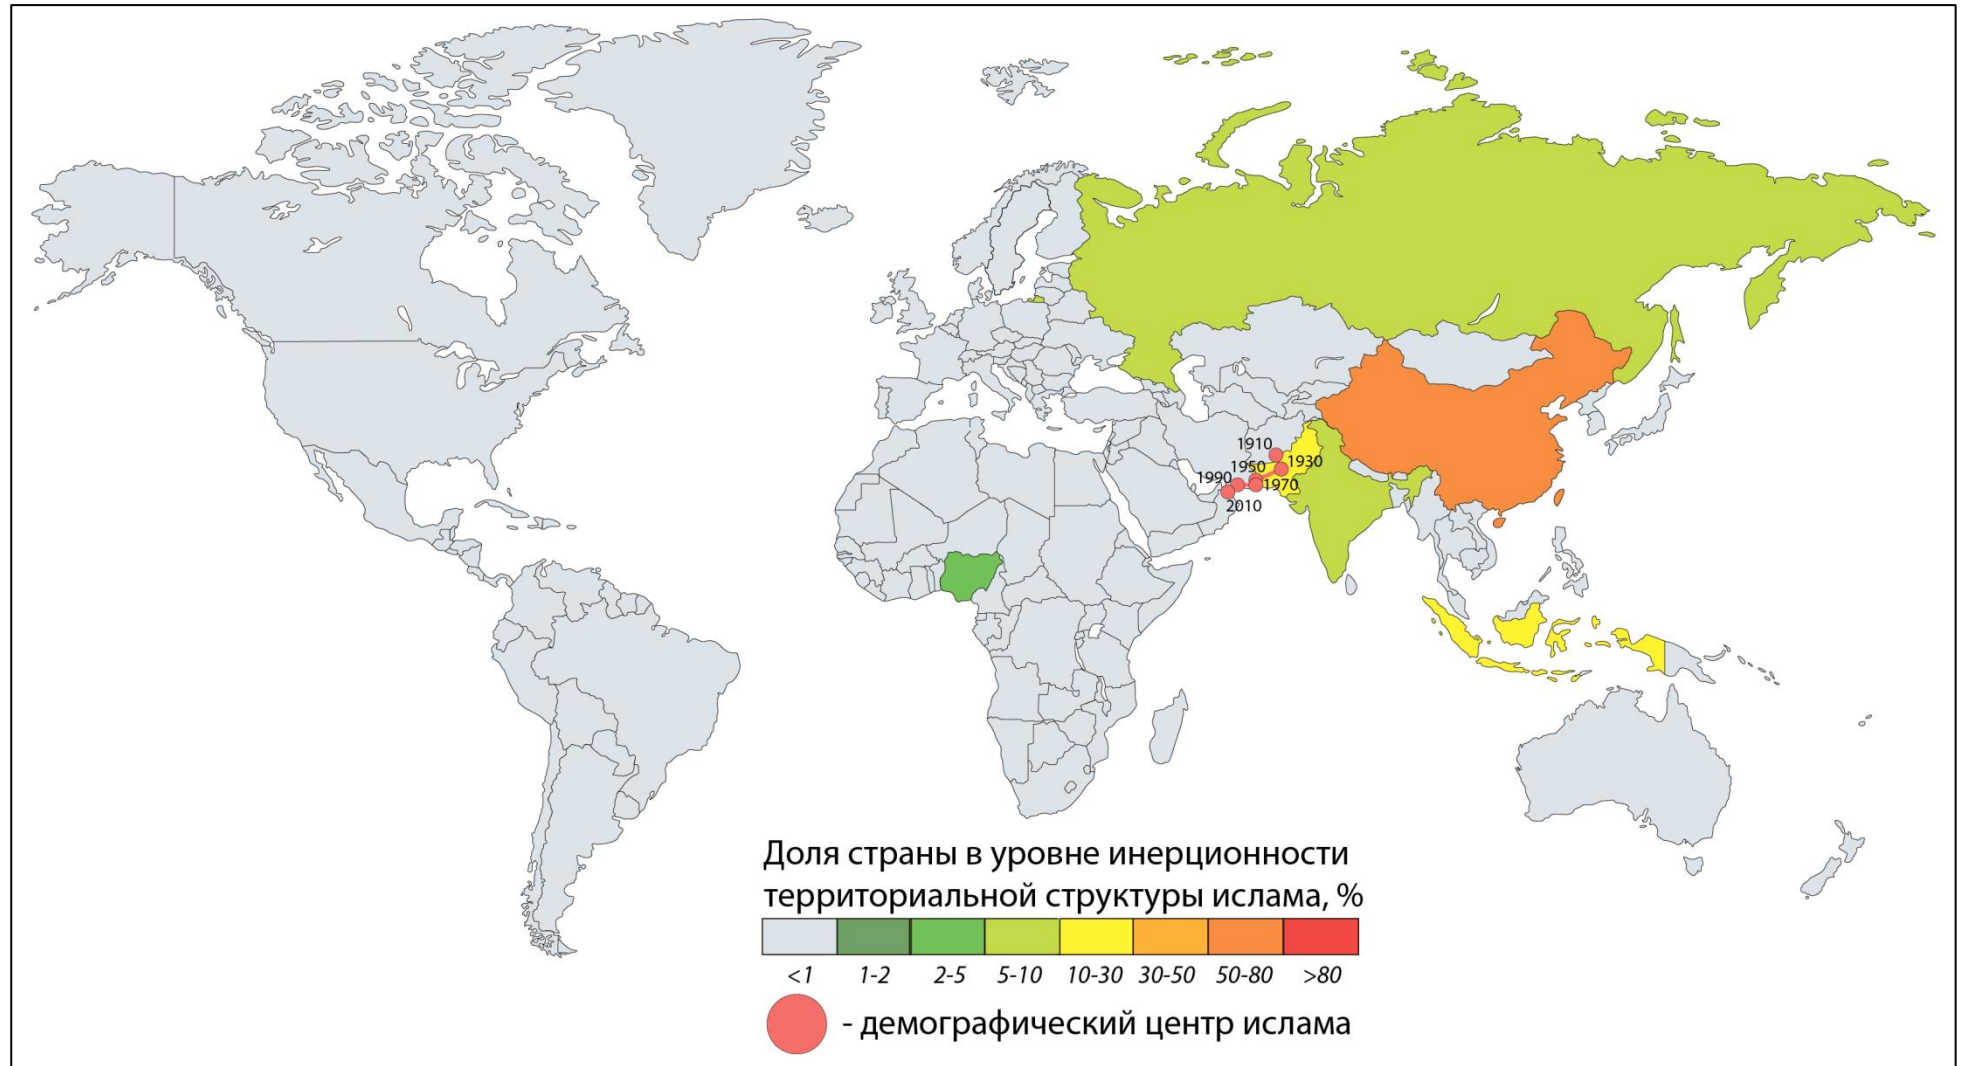 1910
1930
1950
1990
1970
2010
Доля страны в уровне инерционности
территориальной структуры ислама, %
<1 1-2 2-5 5-10 10-30 30-50 50-80 >80
- демографический центр ислама